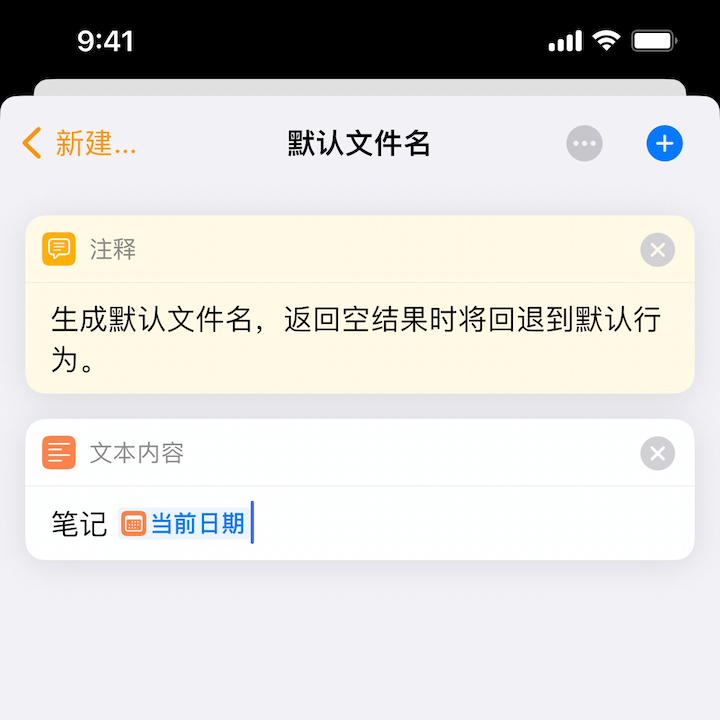 9:41
新建...
默认文件名
注释
生成默认文件名，返回空结果时将回退到默认行
为。
文本内容
笔记 当前日期